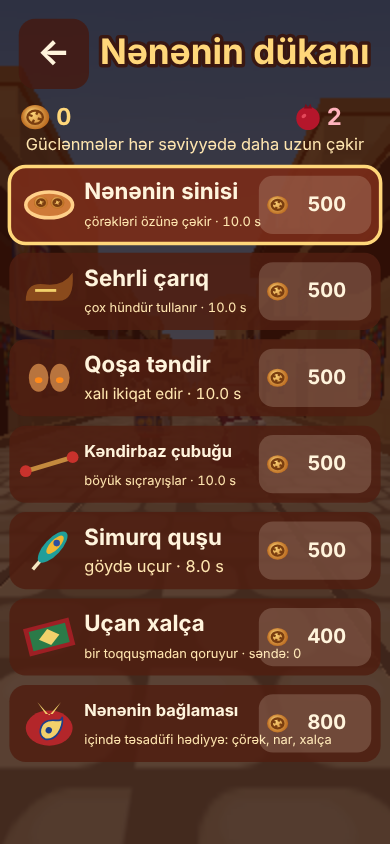 Nənənin dükanı
0
2
Güclənmələr hər səviyyədə daha uzun çəkir
Nənənin sinisi
500
çörəkləri özünə çəkir · 10.0 s
Sehrli çarıq
500
çox hündür tullanır · 10.0 s
Qoşa təndir
500
xalı ikiqat edir · 10.0 s
Kəndirbaz çubuğu
500
böyük sıçrayışlar · 10.0 s
Simurq quşu
500
göydə uçur · 8.0 s
Uçan xalça
400
bir toqquşmadan qoruyur · səndə: 0
Nənənin bağlaması
800
içində təsadüfi hədiyyə: çörək, nar, xalça